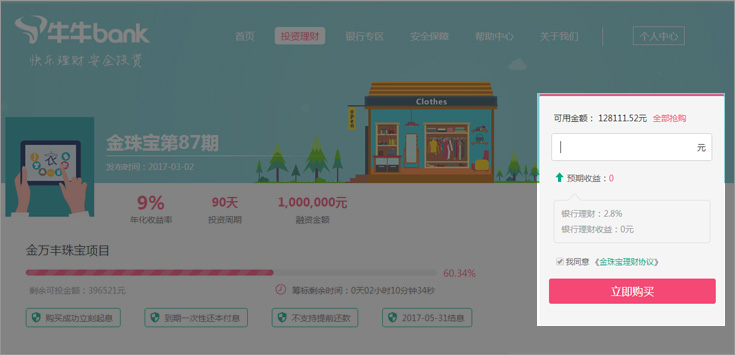 牛牛bank
快乐理财 安全投资
首页 投资理财 银行专区 安全保障 帮助中心 关于我们 个人中心
Clothes
OPEN
衣
金珠宝第87期
发布时间：2017-03-02
9% 90天 1,000,000元
年化收益率 投资周期 融资金额
金万丰珠宝项目
60.34%
剩余可投金额：396521元 筹标剩余时间：0天02小时10分钟34秒
购买成功立刻起息 到期一次性还本付息 不支持提前还款 2017-05-31结息
可用金额： 128111.52元 全部抢购
元
预期收益：0
银行理财：2.8%
银行理财收益：0元
我同意 《金珠宝理财协议》
立即购买